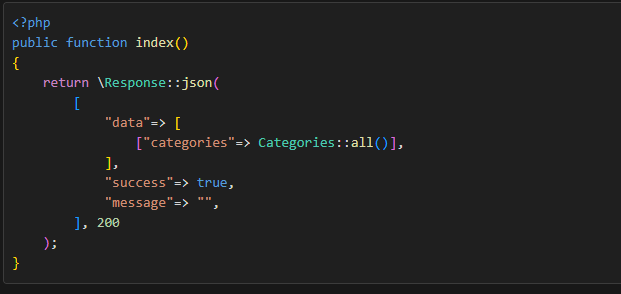 <?php
public function index()
{
    return \Response::json(
        [
            "data"=> [
                ["categories"=> Categories::all()],
            ],
            "success"=> true,
            "message"=> "",
        ], 200
    );
}